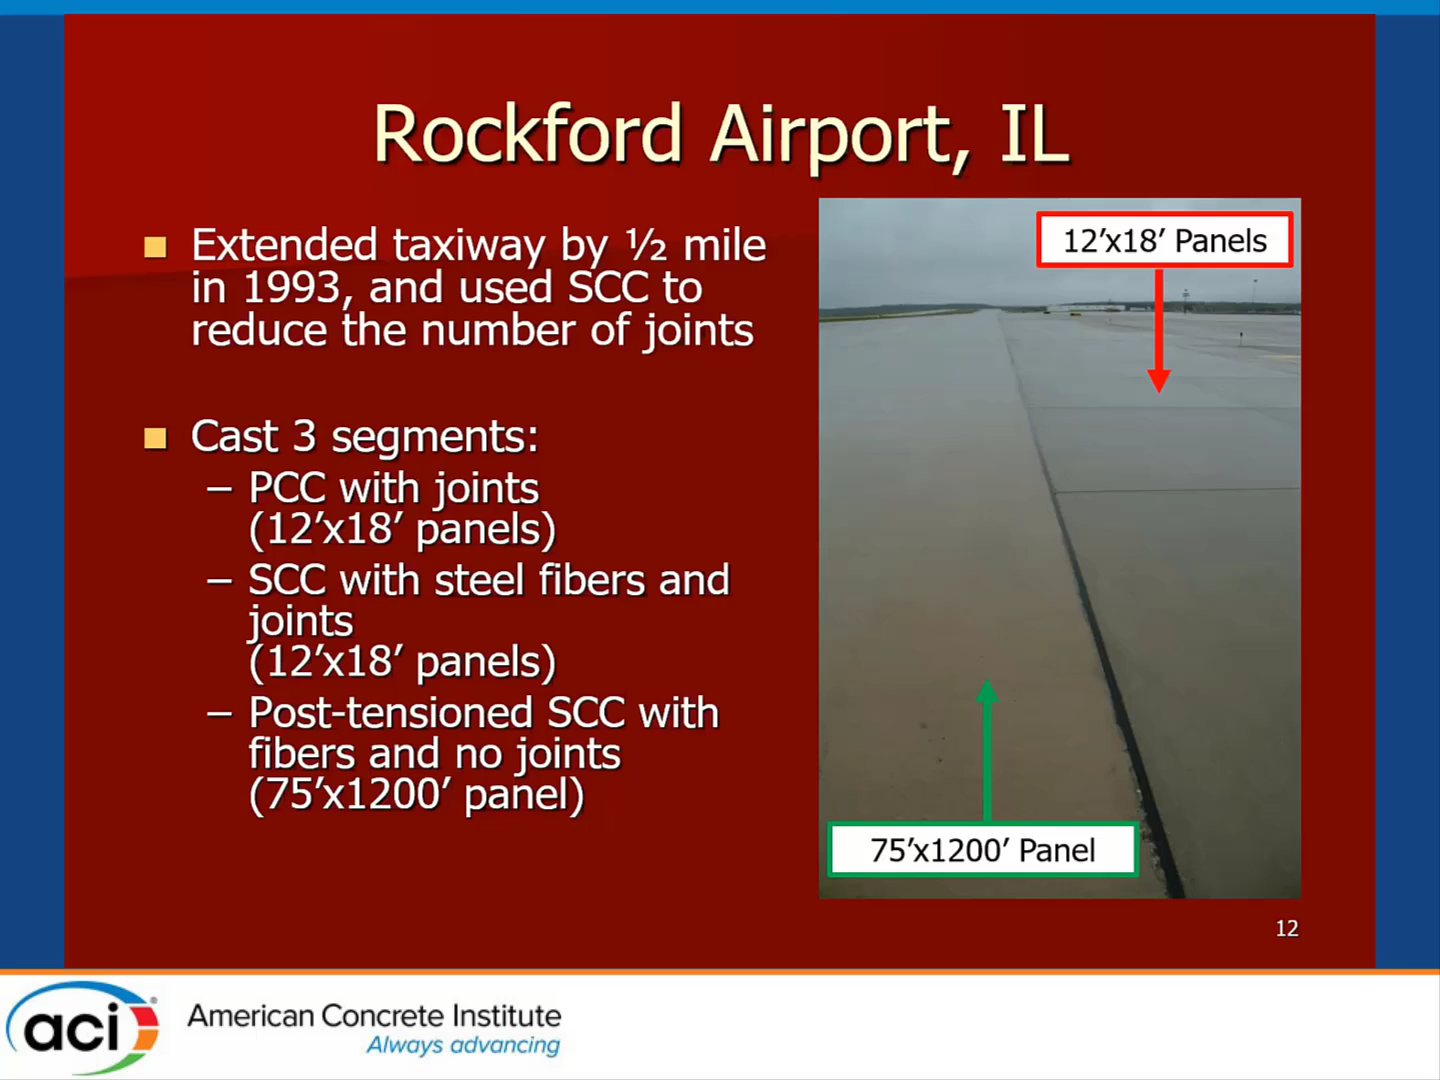 Rockford Airport, IL
■ Extended taxiway by ½ mile
in 1993, and used SCC to
reduce the number of joints
■ Cast 3 segments:
– PCC with joints
(12’x18’ panels)
– SCC with steel fibers and
joints
(12’x18’ panels)
– Post-tensioned SCC with
fibers and no joints
(75’x1200’ panel)
12’x18’ Panels
75’x1200’ Panel
12
aci®
American Concrete Institute
Always advancing